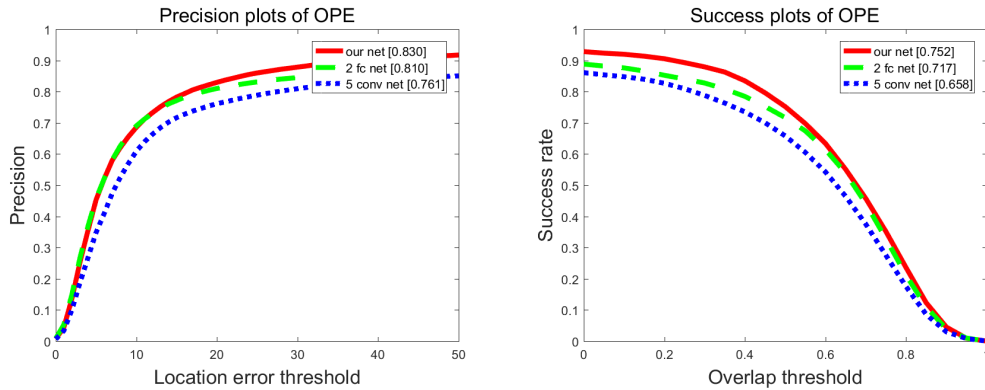 Precision plots of OPE
1
0.9
0.8
0.7
0.6
0.5
0.4
0.3
0.2
0.1
0
Precision
our net [0.830]
2 fc net [0.810]
5 conv net [0.761]
0 10 20 30 40 50
Location error threshold
Success plots of OPE
1
0.9
0.8
0.7
0.6
0.5
0.4
0.3
0.2
0.1
0
Success rate
our net [0.752]
2 fc net [0.717]
5 conv net [0.658]
0 0.2 0.4 0.6 0.8
Overlap threshold